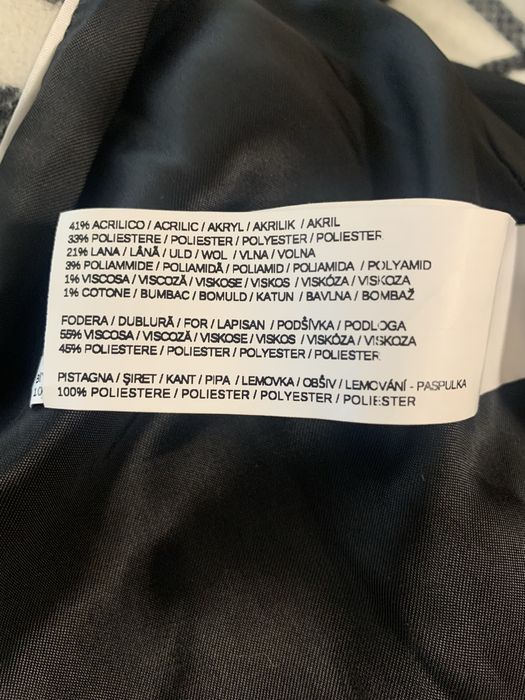 41% ACRILICO / ACRILIC / AKRYL / AKRILIK / AKRIL
33% POLIESTERE / POLIESTER / POLYESTER / POLIESTER
21% LANA / LÂNĂ / ULD / WOL / VLNA / VOLNA
3% POLIAMMIDE / POLIAMIDĂ / POLIAMID / POLIAMIDA / POLYAMID
1% VISCOSA / VISCOZĂ / VISKOSE / VISKOS / VISKÓZA / VISKOZA
1% COTONE / BUMBAC / BOMULD / KATUN / BAVLNA / BOMBAŽ
FODERA / DUBLURĂ / FOR / LAPISAN / PODŠÍVKA / PODLOGA
55% VISCOSA / VISCOZĂ / VISKOSE / VISKOS / VISKÓZA / VISKOZA
45% POLIESTERE / POLIESTER / POLYESTER / POLIESTER
PISTAGNA / ŞIRET / KANT / PIPA / LEMOVKA / OBŠIV / LEMOVÁNÍ - PASPULKA
100% POLIESTERE / POLIESTER / POLYESTER / POLIESTER